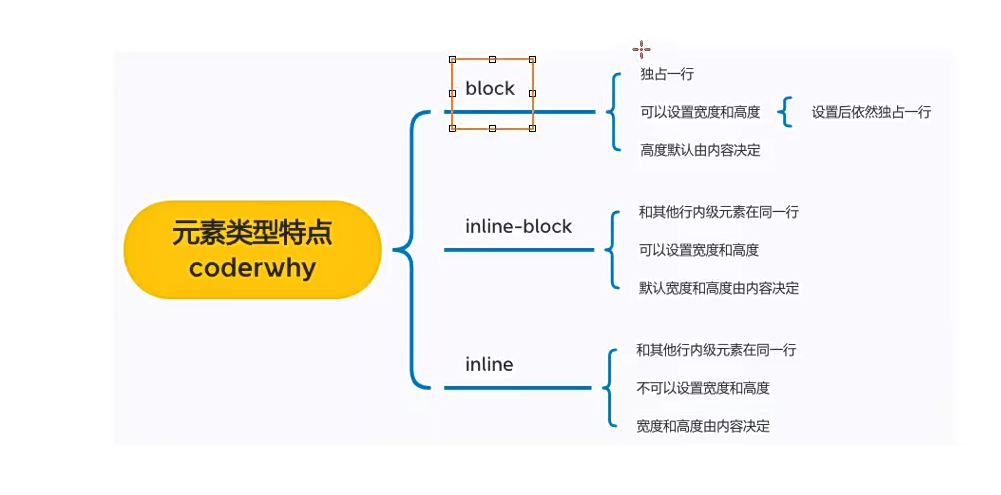 元素类型特点
coderwhy
block
独占一行
可以设置宽度和高度
设置后依然独占一行
高度默认由内容决定
inline-block
和其他行内级元素在同一行
可以设置宽度和高度
默认宽度和高度由内容决定
inline
和其他行内级元素在同一行
不可以设置宽度和高度
宽度和高度由内容决定